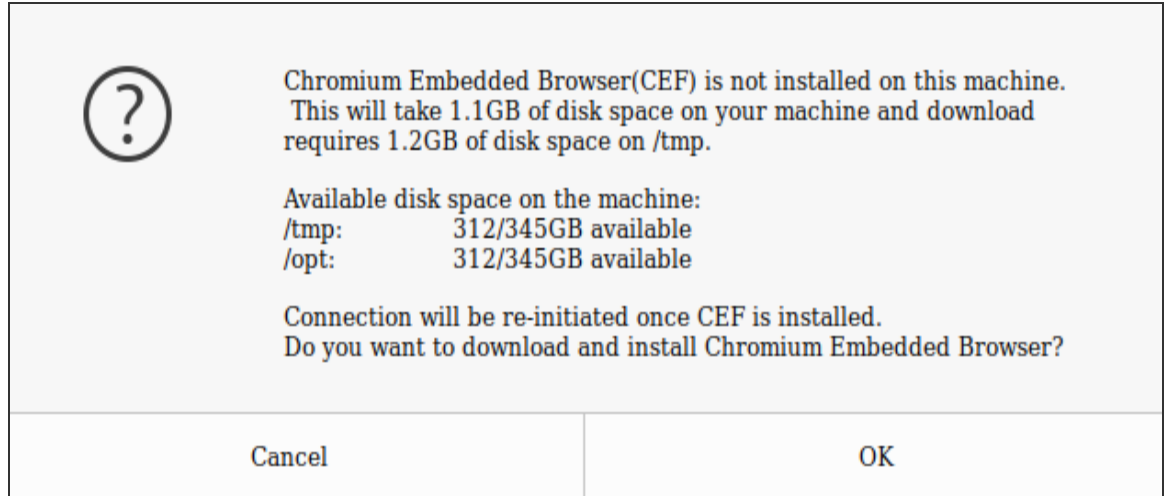 ?
Chromium Embedded Browser(CEF) is not installed on this machine.
This will take 1.1GB of disk space on your machine and download
requires 1.2GB of disk space on /tmp.
Available disk space on the machine:
/tmp: 312/345GB available
/opt: 312/345GB available
Connection will be re-initiated once CEF is installed.
Do you want to download and install Chromium Embedded Browser?
Cancel OK